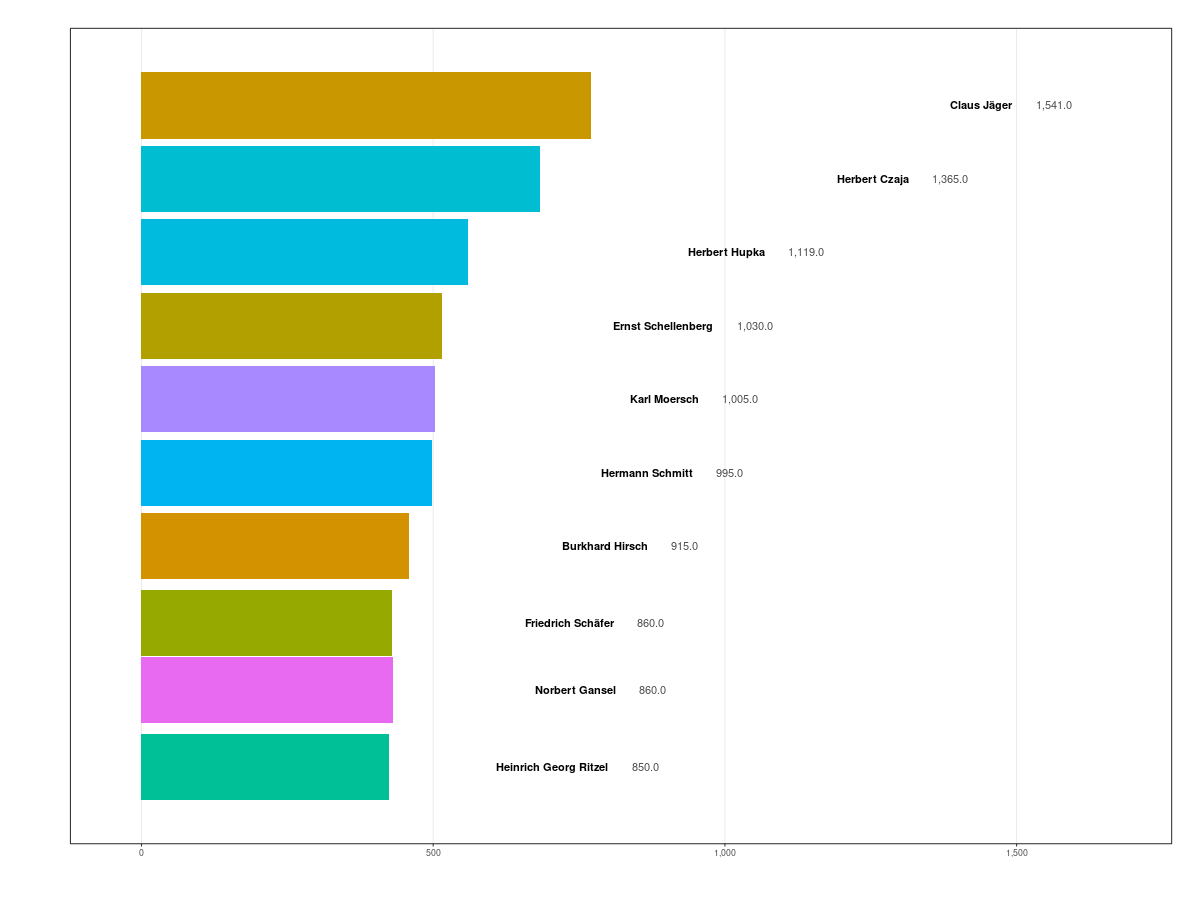 Claus Jäger 1,541.0
Herbert Czaja 1,365.0
Herbert Hupka 1,119.0
Ernst Schellenberg 1,030.0
Karl Moersch 1,005.0
Hermann Schmitt 995.0
Burkhard Hirsch 915.0
Friedrich Schäfer 860.0
Norbert Gansel 860.0
Heinrich Georg Ritzel 850.0
0 500 1,000 1,500